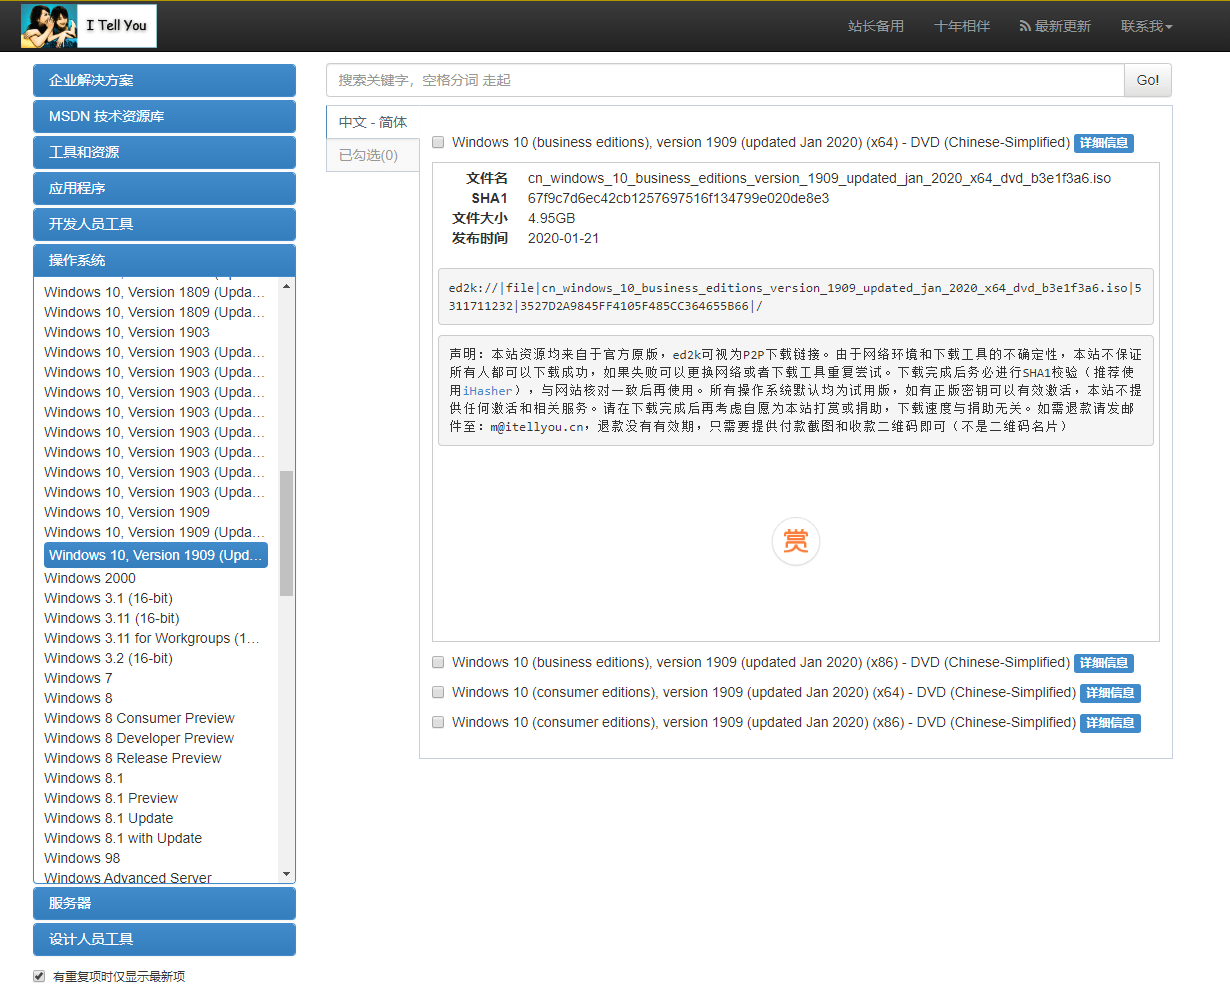 I Tell You
站长备用
十年相伴
最新更新
联系我
企业解决方案
MSDN 技术资源库
工具和资源
应用程序
开发人员工具
操作系统
Windows 10, Version 1809 (Upda...
Windows 10, Version 1809 (Upda...
Windows 10, Version 1903
Windows 10, Version 1903 (Upda...
Windows 10, Version 1903 (Upda...
Windows 10, Version 1903 (Upda...
Windows 10, Version 1903 (Upda...
Windows 10, Version 1903 (Upda...
Windows 10, Version 1903 (Upda...
Windows 10, Version 1903 (Upda...
Windows 10, Version 1903 (Upda...
Windows 10, Version 1909
Windows 10, Version 1909 (Upda...
Windows 10, Version 1909 (Upd...
Windows 2000
Windows 3.1 (16-bit)
Windows 3.11 (16-bit)
Windows 3.11 for Workgroups (1...
Windows 3.2 (16-bit)
Windows 7
Windows 8
Windows 8 Consumer Preview
Windows 8 Developer Preview
Windows 8 Release Preview
Windows 8.1
Windows 8.1 Preview
Windows 8.1 Update
Windows 8.1 with Update
Windows 98
Windows Advanced Server
服务器
设计人员工具
有重复项时仅显示最新项
搜索关键字，空格分词 走起
Go!
中文 - 简体
已勾选(0)
Windows 10 (business editions), version 1909 (updated Jan 2020) (x64) - DVD (Chinese-Simplified) 详细信息
文件名 cn_windows_10_business_editions_version_1909_updated_jan_2020_x64_dvd_b3e1f3a6.iso
SHA1 67f9c7d6ec42cb1257697516f134799e020de8e3
文件大小 4.95GB
发布时间 2020-01-21
ed2k://|file|cn_windows_10_business_editions_version_1909_updated_jan_2020_x64_dvd_b3e1f3a6.iso|5
311711232|3527D2A9845FF4105F485CC364655B66|/
声明：本站资源均来自于官方原版，ed2k可视为P2P下载链接。由于网络环境和下载工具的不确定性，本站不保证
所有人都可以下载成功，如果失败可以更换网络或者下载工具重复尝试。下载完成后务必进行SHA1校验（推荐使
用iHasher），与网站核对一致后再使用。所有操作系统默认均为试用版，如有正版密钥可以有效激活，本站不提
供任何激活和相关服务。请在下载完成后再考虑自愿为本站打赏或捐助，下载速度与捐助无关。如需退款请发邮
件至：m@itellyou.cn，退款没有有效期，只需要提供付款截图和收款二维码即可（不是二维码名片）
赏
Windows 10 (business editions), version 1909 (updated Jan 2020) (x86) - DVD (Chinese-Simplified) 详细信息
Windows 10 (consumer editions), version 1909 (updated Jan 2020) (x64) - DVD (Chinese-Simplified) 详细信息
Windows 10 (consumer editions), version 1909 (updated Jan 2020) (x86) - DVD (Chinese-Simplified) 详细信息